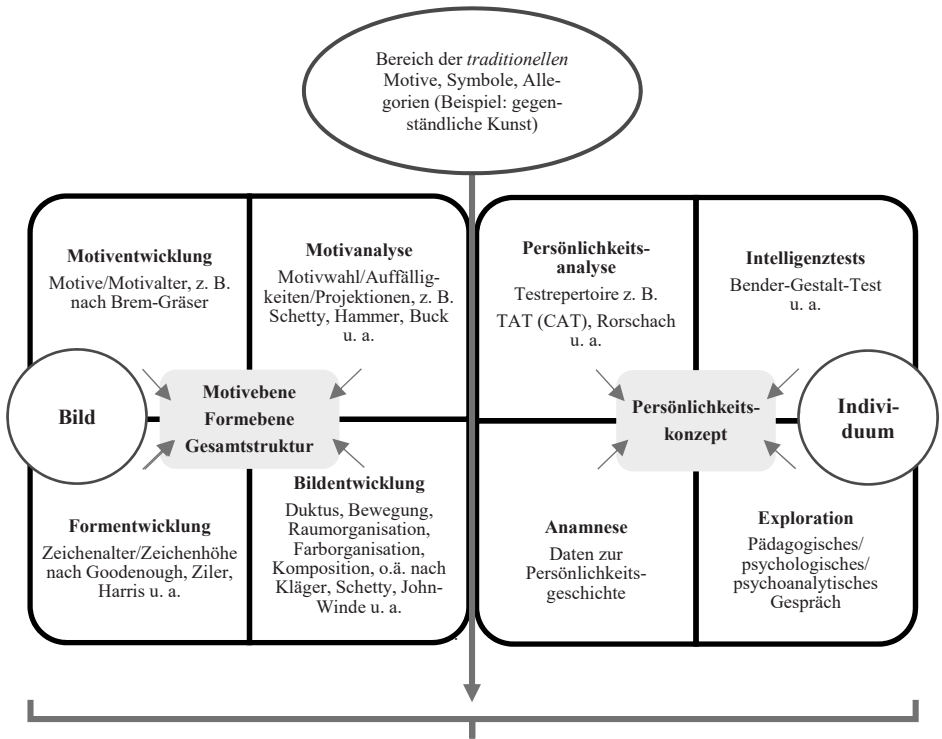 Bereich der traditionellen
Motive, Symbole, Alle-
gorien (Beispiel: gegen-
ständliche Kunst)
Motiventwicklung
Motive/Motivalter, z. B.
nach Brem-Gräser
Motivanalyse
Motivwahl/Auffällig-
keiten/Projektionen, z. B.
Schetty, Hammer, Buck
u. a.
Bild
Motivebene
Formebene
Gesamtstruktur
Formentwicklung
Zeichenalter/Zeichenhöhe
nach Goodenough, Ziler,
Harris u. a.
Bildentwicklung
Duktus, Bewegung,
Raumorganisation,
Farborganisation,
Komposition, o.ä. nach
Kläger, Schetty, John-
Winde u. a.
Persönlichkeits-
analyse
Testrepertoire z. B.
TAT (CAT), Rorschach
u. a.
Intelligenztests
Bender-Gestalt-Test
u. a.
Persönlichkeits-
konzept
Indivi-
duum
Anamnese
Daten zur
Persönlichkeits-
geschichte
Exploration
Pädagogisches/
psychologisches/
psychoanalytisches
Gespräch